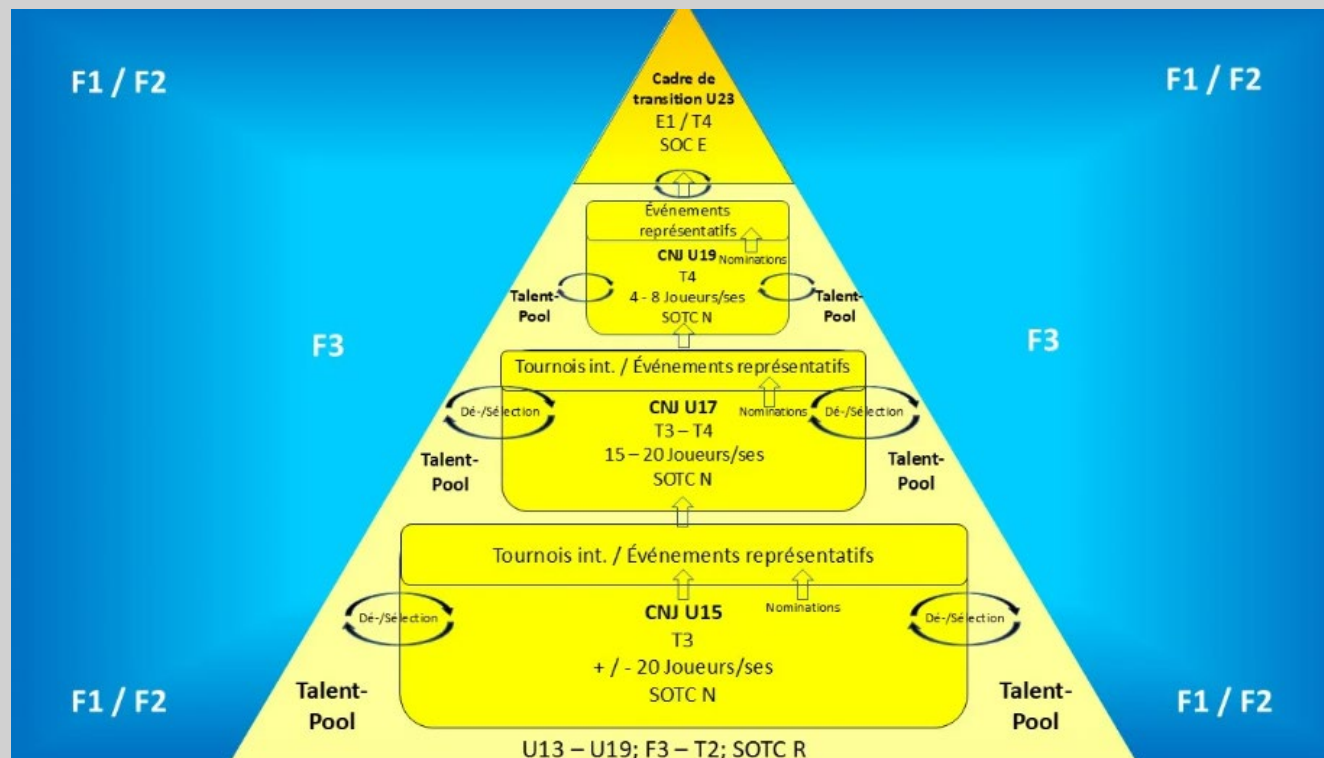 F1 / F2
F1 / F2
Cadre de
transition U23
E1 / T4
SOC E
Événements
représentatifs
CNJ U19
Nominations
T4
4 - 8 Joueurs/ses
SOTC N
Talent-
Pool
Talent-
Pool
F3
F3
Tournois int. / Événements représentatifs
Dé-/Sélection
CNJ U17
Nominations
Dé-/Sélection
T3 – T4
15 – 20 Joueurs/ses
SOTC N
Talent-
Pool
Talent-
Pool
Tournois int. / Événements représentatifs
Dé-/Sélection
CNJ U15
Nominations
Dé-/Sélection
T3
+ / - 20 Joueurs/ses
SOTC N
Talent-
Pool
Talent-
Pool
F1 / F2
F1 / F2
U13 – U19; F3 – T2; SOTC R